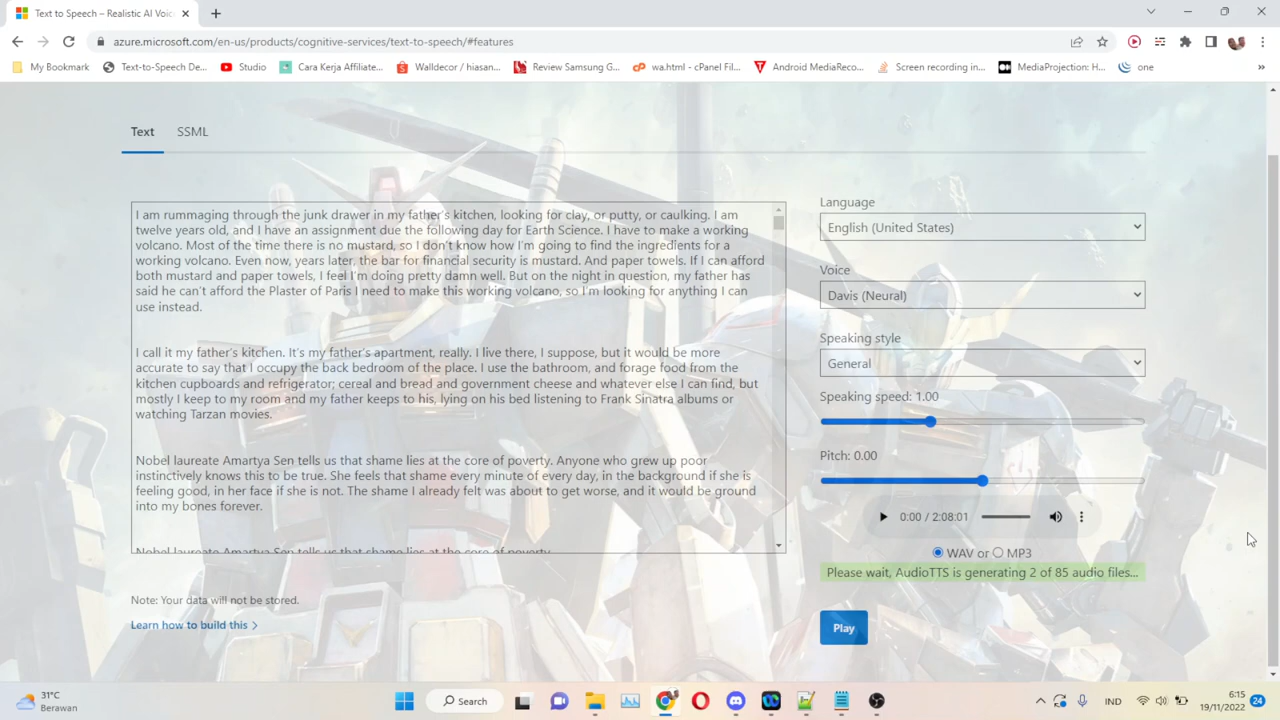 Text to Speech – Realistic AI Voic
azure.microsoft.com/en-us/products/cognitive-services/text-to-speech/#features
My Bookmark
Text-to-Speech De...
Studio
Cara Kerja Affiliate...
Walldecor / hiasan...
Review Samsung G...
wa.html - cPanel Fil...
Android MediaReco...
Screen recording in...
MediaProjection: H...
one
Text
SSML
I am rummaging through the junk drawer in my father's kitchen, looking for clay, or putty, or caulking. I am
twelve years old, and I have an assignment due the following day for Earth Science. I have to make a working
volcano. Most of the time there is no mustard, so I don't know how I'm going to find the ingredients for a
working volcano. Even now, years later, the bar for financial security is mustard. And paper towels. If I can afford
both mustard and paper towels, I feel I'm doing pretty damn well. But on the night in question, my father has
said he can't afford the Plaster of Paris I need to make this working volcano, so I'm looking for anything I can
use instead.
I call it my father's kitchen. It's my father's apartment, really. I live there, I suppose, but it would be more
accurate to say that I occupy the back bedroom of the place. I use the bathroom, and forage food from the
kitchen cupboards and refrigerator; cereal and bread and government cheese and whatever else I can find, but
mostly I keep to my room and my father keeps to his, lying on his bed listening to Frank Sinatra albums or
watching Tarzan movies.
Nobel laureate Amartya Sen tells us that shame lies at the core of poverty. Anyone who grew up poor
instinctively knows this to be true. She feels that shame every minute of every day, in the background if she is
feeling good, in her face if she is not. The shame I already felt was about to get worse, and it would be ground
into my bones forever.
Nobel laureate Amartya Sen tells us that shame lies at the core of poverty
Note: Your data will not be stored.
Learn how to build this >
Language
English (United States)
Voice
Davis (Neural)
Speaking style
General
Speaking speed: 1.00
Pitch: 0.00
0:00 / 2:08:01
WAV or MP3
Please wait, AudioTTS is generating 2 of 85 audio files...
Play
31°C
Berawan
Search
IND
6:15
19/11/2022
24